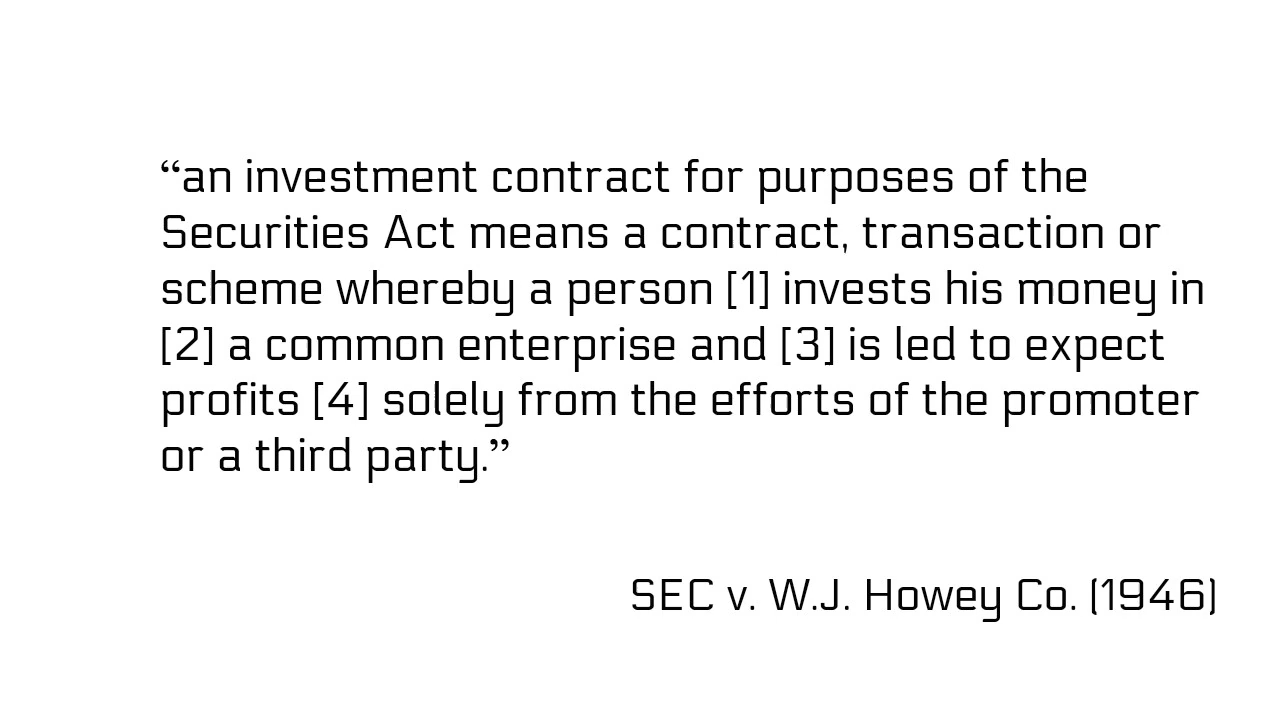 “an investment contract for purposes of the
Securities Act means a contract, transaction or
scheme whereby a person [1] invests his money in
[2] a common enterprise and [3] is led to expect
profits [4] solely from the efforts of the promoter
or a third party.”
SEC v. W.J. Howey Co. (1946)